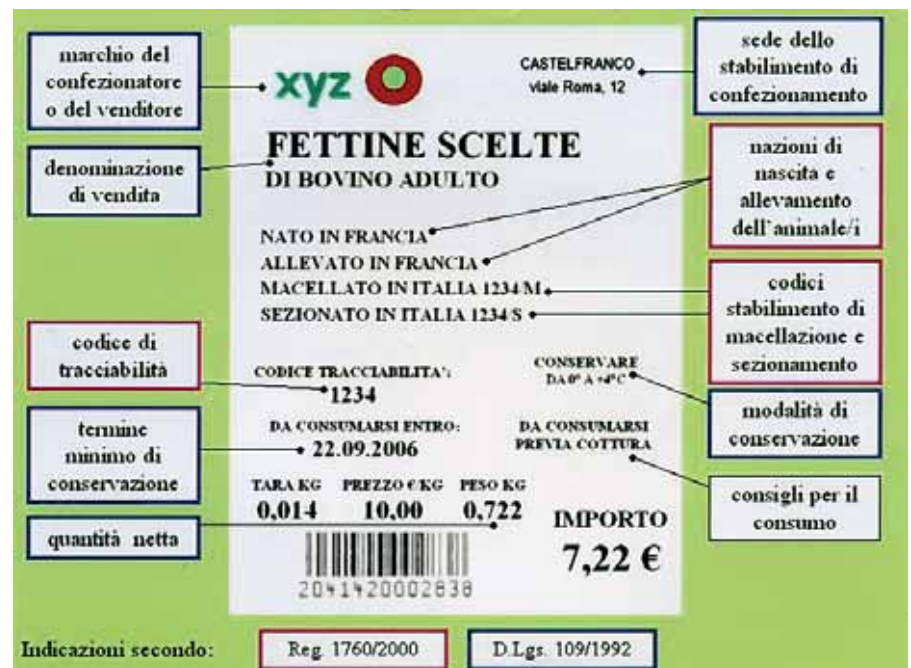 marchio del
confezionatore
o del venditore
denominazione
di vendita
codice di
tracciabilità
termine
minimo di
conservazione
quantità netta
xyz
CASTELFRANCO
viale Roma, 12
FETTINE SCELTE
DI BOVINO ADULTO
NATO IN FRANCIA
ALLEVATO IN FRANCIA
MACELLATO IN ITALIA 1234 M
SEZIONATO IN ITALIA 1234 S
CODICE TRACCIABILITA':
1234
CONSERVARE
DA 0° A +4°C
DA CONSUMARSI ENTRO:
22.09.2006
DA CONSUMARSI
PREVIA COTTURA
TARA KG PREZZO € KG PESO KG
0,014 10,00 0,722
IMPORTO
7,22 €
2041420002838
sede dello
stabilimento di
confezionamento
nazioni di
nascita e
allevamento
dell'animale/i
codici
stabilimento di
macellazione e
sezionamento
modalità di
conservazione
consigli per il
consumo
Indicazioni secondo: Reg. 1760/2000 D.Lgs. 109/1992